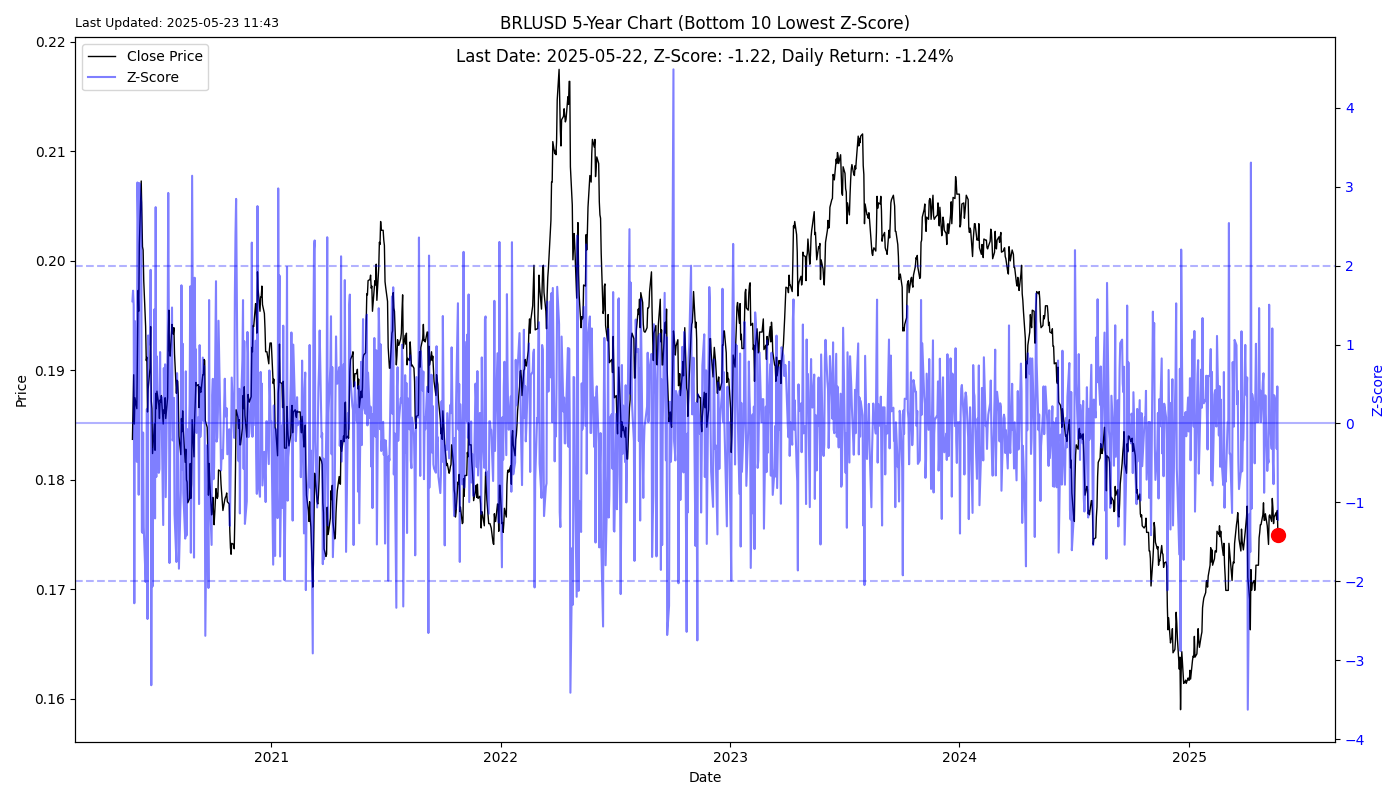 Last Updated: 2025-05-23 11:43
BRLUSD 5-Year Chart (Bottom 10 Lowest Z-Score)
Last Date: 2025-05-22, Z-Score: -1.22, Daily Return: -1.24%
Close Price
Z-Score
0.22
0.21
0.20
0.19
0.18
0.17
0.16
Price
4
3
2
1
0
−1
−2
−3
−4
Z-Score
2021
2022
2023
2024
2025
Date